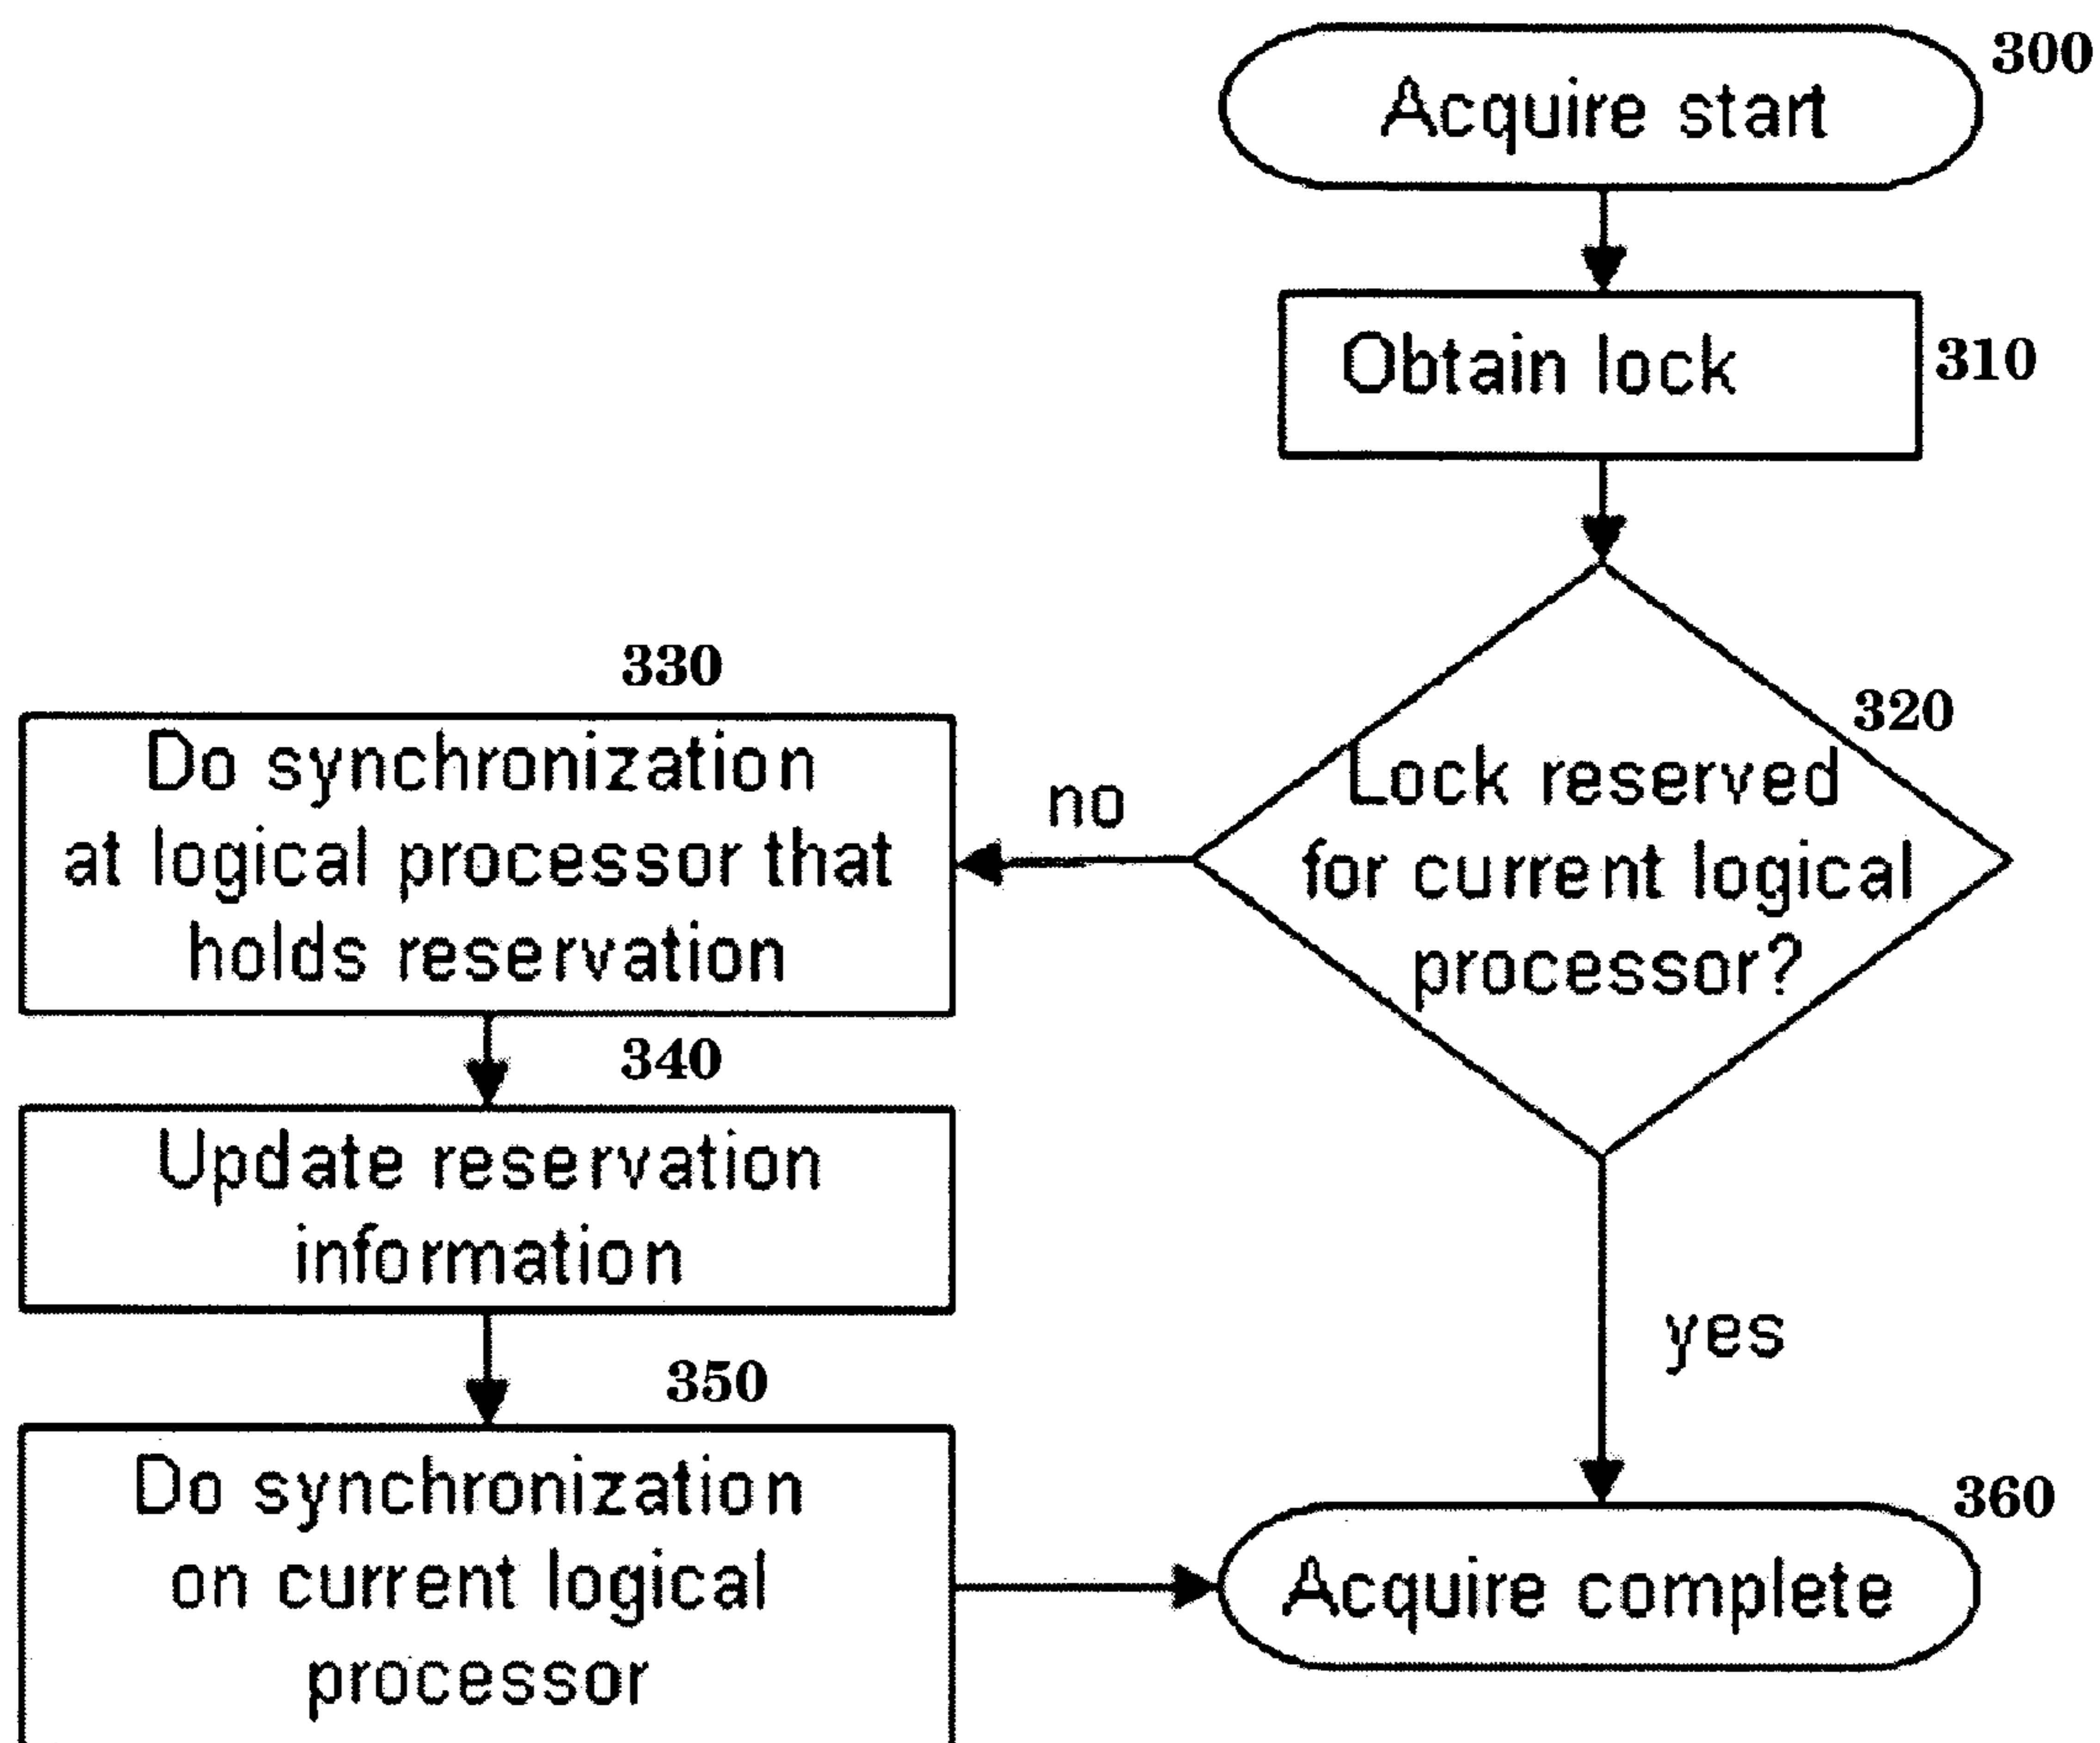 Acquire start
300
Obtain lock
310
320
Lock reserved
for current logical
processor?
no
yes
330
Do synchronization
at logical processor that
holds reservation
340
Update reservation
information
350
Do synchronization
on current logical
processor
360
Acquire complete